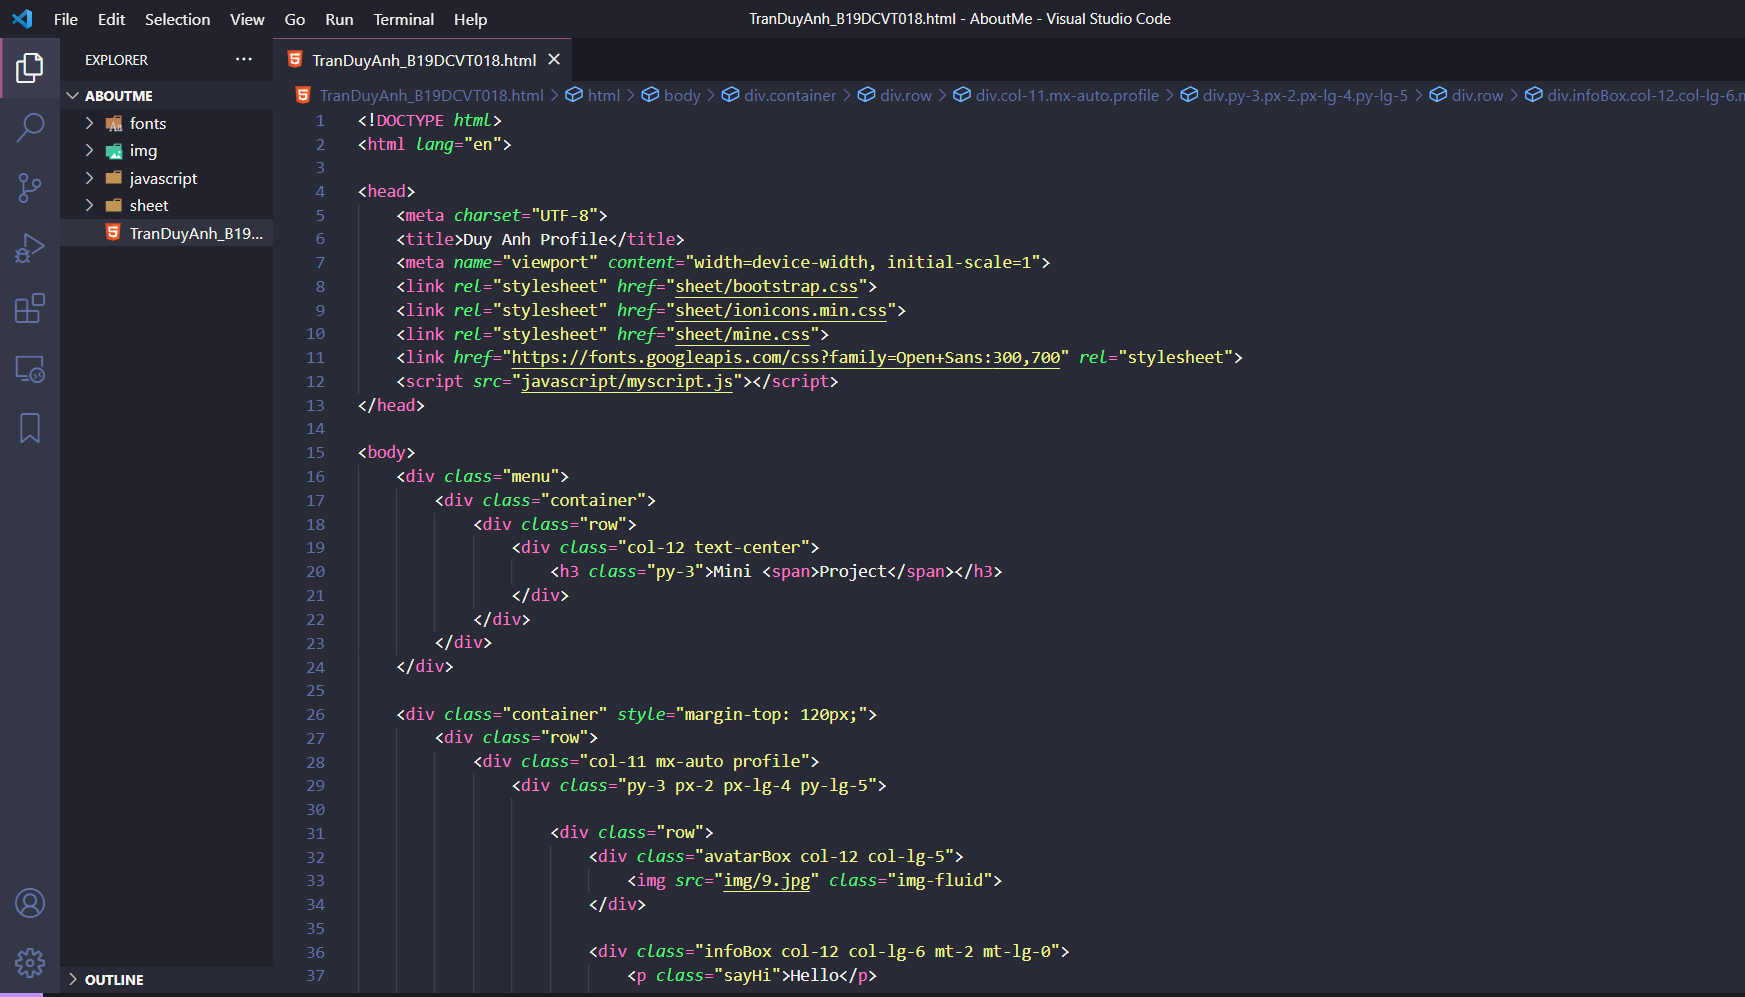 File Edit Selection View Go Run Terminal Help
TranDuyAnh_B19DCVT018.html - AboutMe - Visual Studio Code
EXPLORER
ABOUTME
fonts
img
javascript
sheet
TranDuyAnh_B19...
OUTLINE
TranDuyAnh_B19DCVT018.html
TranDuyAnh_B19DCVT018.html > html > body > div.container > div.row > div.col-11.mx-auto.profile > div.py-3.px-2.px-lg-4.py-lg-5 > div.row > div.infoBox.col-12.col-lg-6.m
1 <!DOCTYPE html>
2 <html lang="en">
3
4 <head>
5 <meta charset="UTF-8">
6 <title>Duy Anh Profile</title>
7 <meta name="viewport" content="width=device-width, initial-scale=1">
8 <link rel="stylesheet" href="sheet/bootstrap.css">
9 <link rel="stylesheet" href="sheet/ionicons.min.css">
10 <link rel="stylesheet" href="sheet/mine.css">
11 <link href="https://fonts.googleapis.com/css?family=Open+Sans:300,700" rel="stylesheet">
12 <script src="javascript/myscript.js"></script>
13 </head>
14
15 <body>
16 <div class="menu">
17 <div class="container">
18 <div class="row">
19 <div class="col-12 text-center">
20 <h3 class="py-3">Mini <span>Project</span></h3>
21 </div>
22 </div>
23 </div>
24 </div>
25
26 <div class="container" style="margin-top: 120px;">
27 <div class="row">
28 <div class="col-11 mx-auto profile">
29 <div class="py-3 px-2 px-lg-4 py-lg-5">
30
31 <div class="row">
32 <div class="avatarBox col-12 col-lg-5">
33 <img src="img/9.jpg" class="img-fluid">
34 </div>
35
36 <div class="infoBox col-12 col-lg-6 mt-2 mt-lg-0">
37 <p class="sayHi">Hello</p>